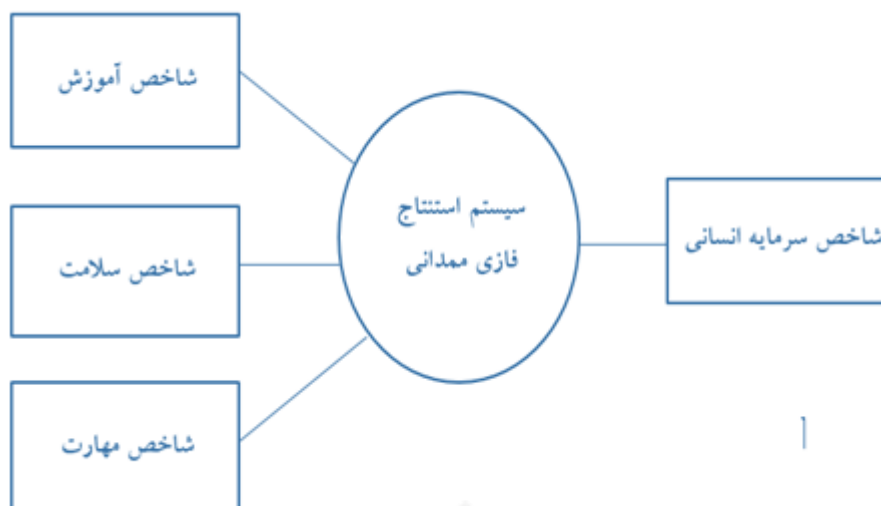 شاخص آموزش
سیستم استنتاج
فازی ممدانی
شاخص سرمایه انسانی
شاخص سلامت
شاخص مهارت